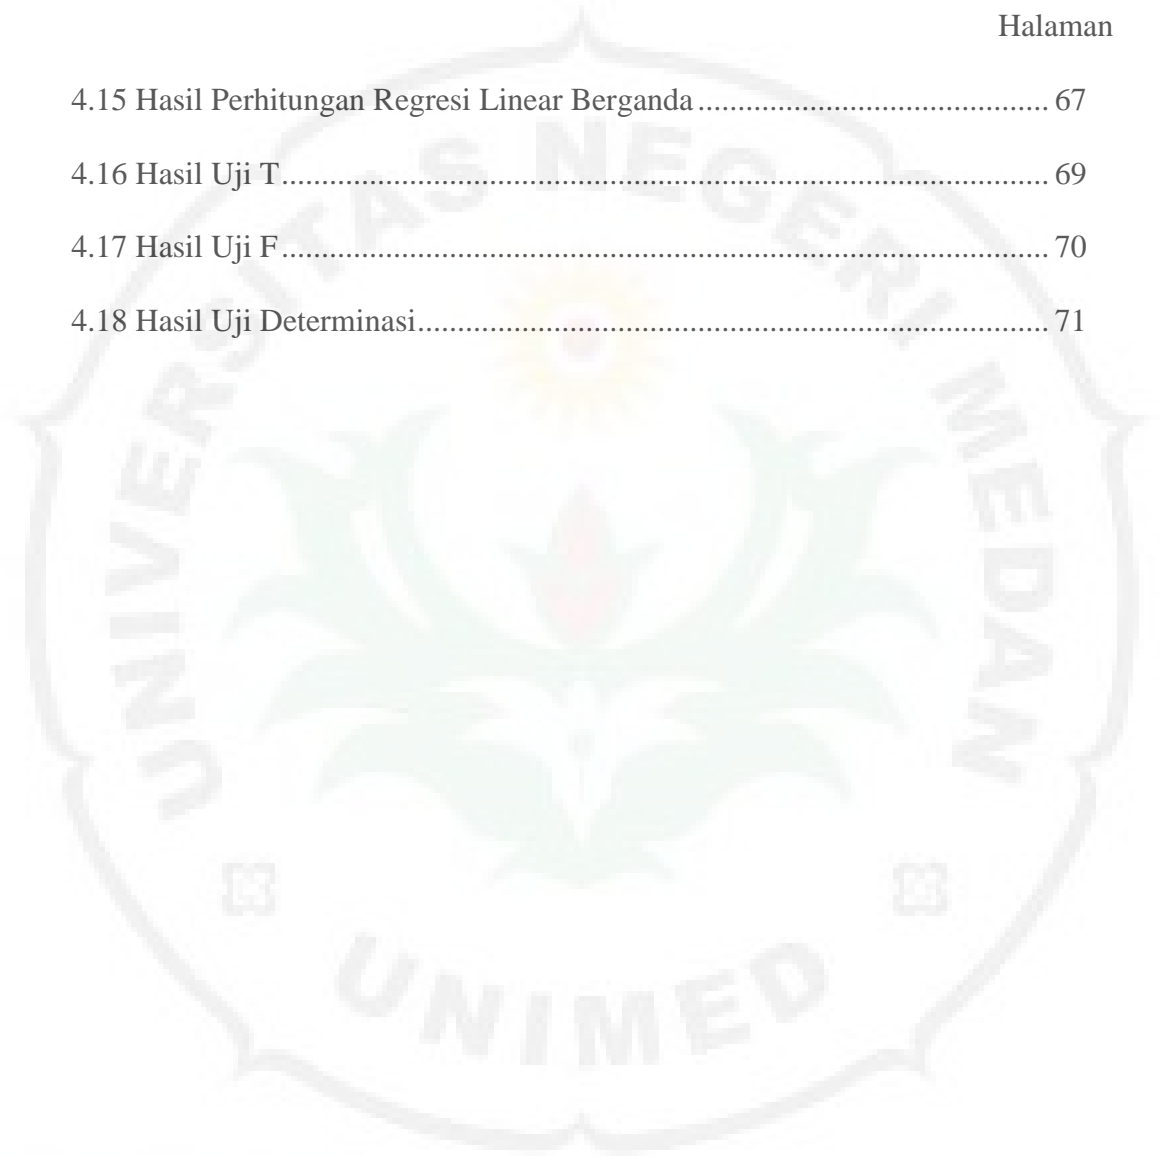 Halaman
4.15 Hasil Perhitungan Regresi Linear Berganda ............................................ 67
4.16 Hasil Uji T ................................................................................................ 69
4.17 Hasil Uji F ................................................................................................ 70
4.18 Hasil Uji Determinasi ............................................................................... 71
UNIVERSITAS NEGERI MEDAN
UNIMED